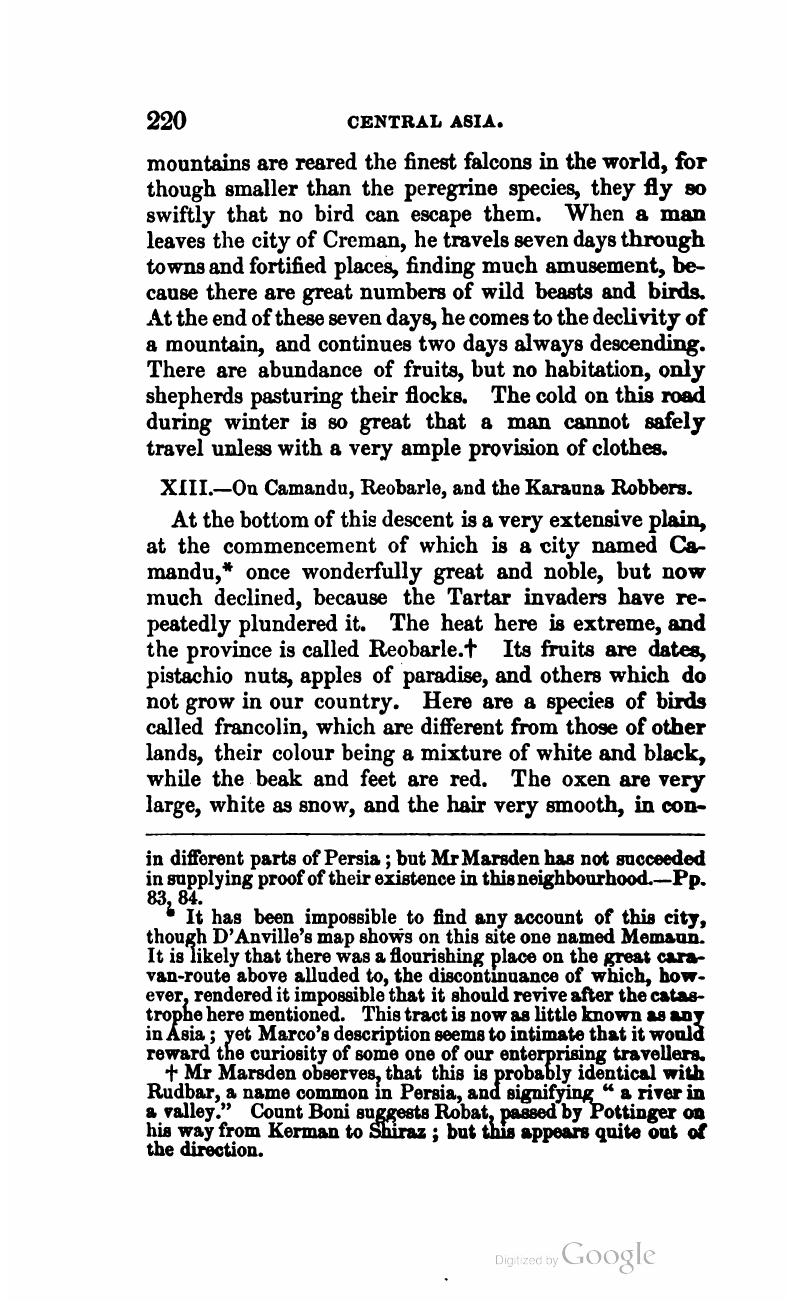 220 CENTRAL ASIA.
mountains are reared the finest falcons in the world, for
though smaller than the peregrine species, they fly so
swiftly that no bird can escape them. When a man
leaves the city of Creman, he travels seven days through
towns and fortified places, finding much amusement, be-
cause there are great numbers of wild beasts and birds.
At the end of these seven days, he comes to the declivity of
a mountain, and continues two days always descending.
There are abundance of fruits, but no habitation, only
shepherds pasturing their flocks. The cold on this road
during winter is so great that a man cannot safely
travel unless with a very ample provision of clothes.
XIII.—On Camandu, Reobarle, and the Karauna Robbers.
At the bottom of this descent is a very extensive plain,
at the commencement of which is a city named Ca-
mandu,* once wonderfully great and noble, but now
much declined, because the Tartar invaders have re-
peatedly plundered it. The heat here is extreme, and
the province is called Reobarle.† Its fruits are dates,
pistachio nuts, apples of paradise, and others which do
not grow in our country. Here are a species of birds
called francolin, which are different from those of other
lands, their colour being a mixture of white and black,
while the beak and feet are red. The oxen are very
large, white as snow, and the hair very smooth, in con-
in different parts of Persia ; but Mr Marsden has not succeeded
in supplying proof of their existence in this neighbourhood.—Pp.
83, 84.
* It has been impossible to find any account of this city,
though D'Anville's map shows on this site one named Memaun.
It is likely that there was a flourishing place on the great cara-
van-route above alluded to, the discontinuance of which, how-
ever, rendered it impossible that it should revive after the catas-
trophe here mentioned. This tract is now as little known as any
in Asia ; yet Marco's description seems to intimate that it would
reward the curiosity of some one of our enterprising travellers.
† Mr Marsden observes, that this is probably identical with
Rudbar, a name common in Persia, and signifying “ a river in
a valley.” Count Boni suggests Robat, passed by Pottinger on
his way from Kerman to Shiraz ; but this appears quite out of
the direction.
Digitized by Google